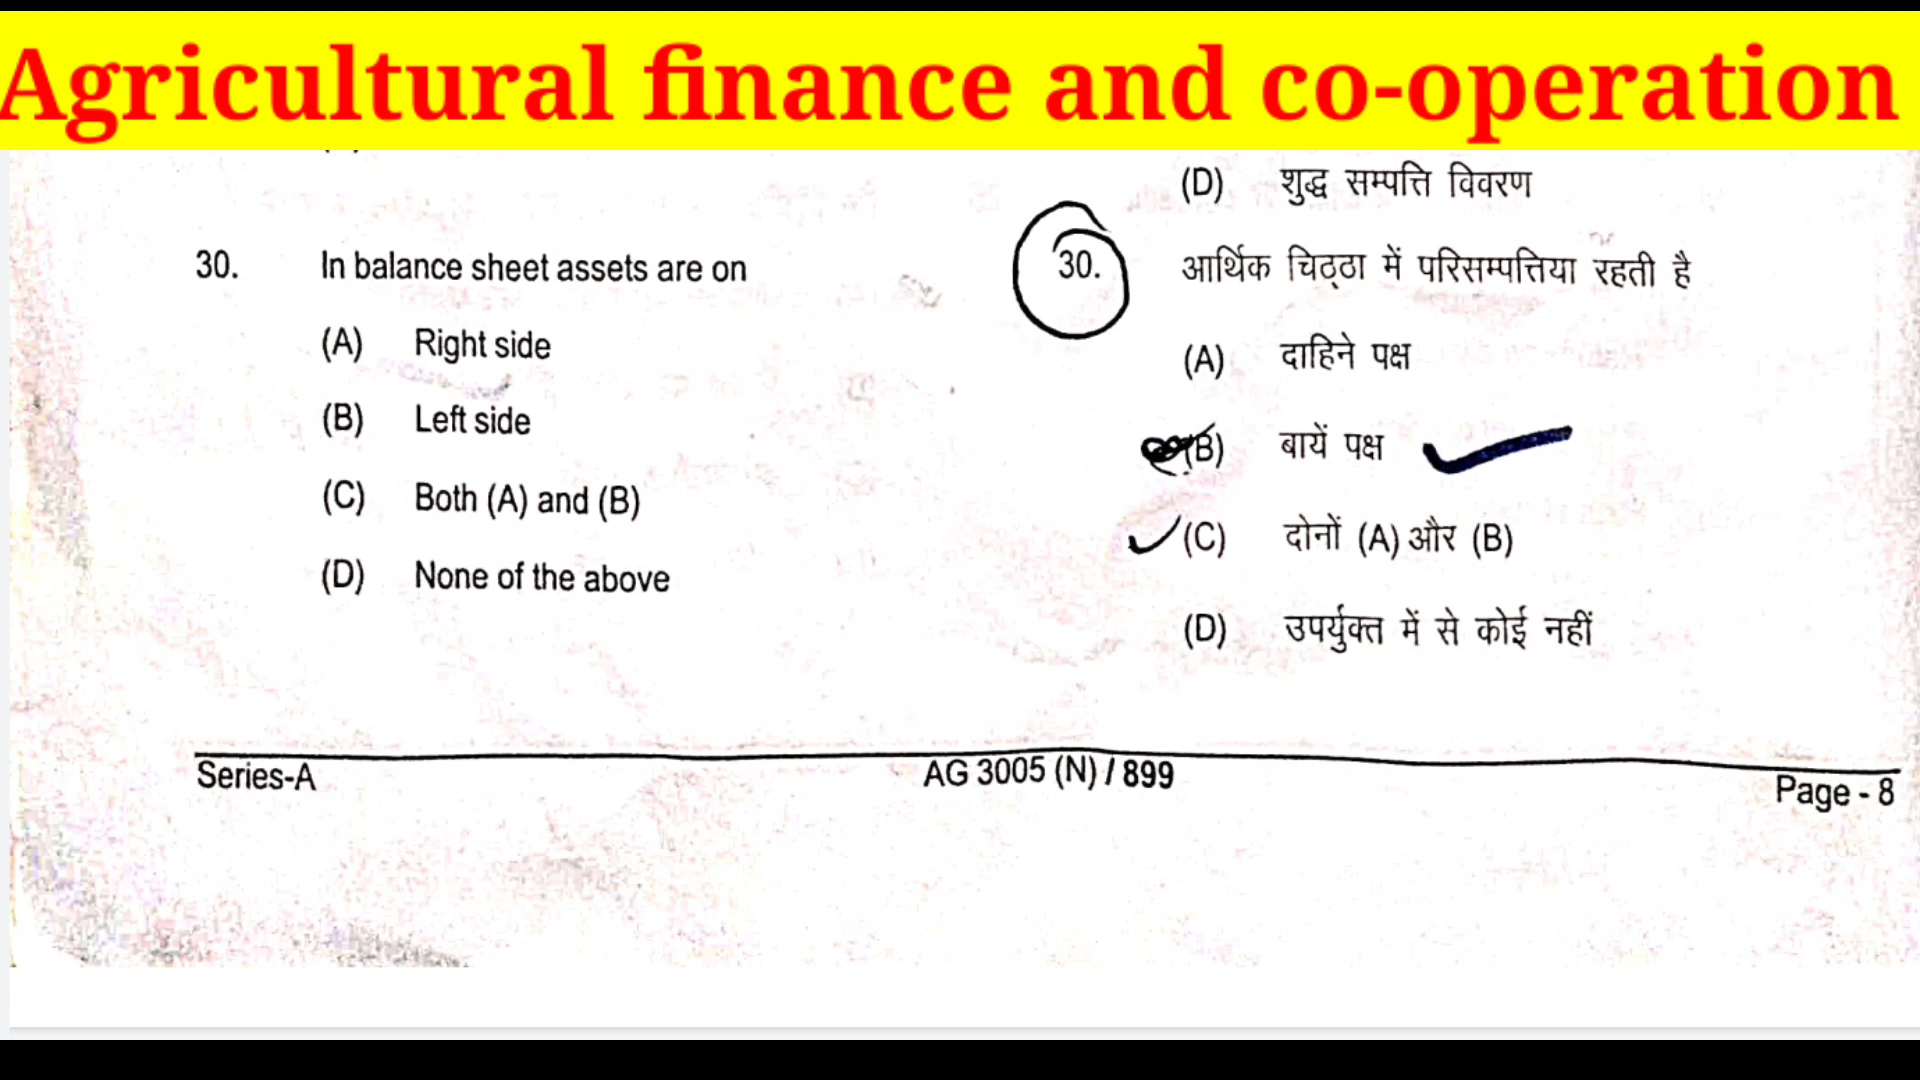 Agricultural finance and co-operation
(D) शुद्ध सम्पत्ति विवरण
30. In balance sheet assets are on
(A) Right side
(B) Left side
(C) Both (A) and (B)
(D) None of the above
30. आर्थिक चिठ्ठा में परिसम्पत्तिया रहती है
(A) दाहिने पक्ष
(B) बायें पक्ष
(C) दोनों (A) और (B)
(D) उपर्युक्त में से कोई नहीं
Series-A AG 3005 (N) / 899 Page - 8